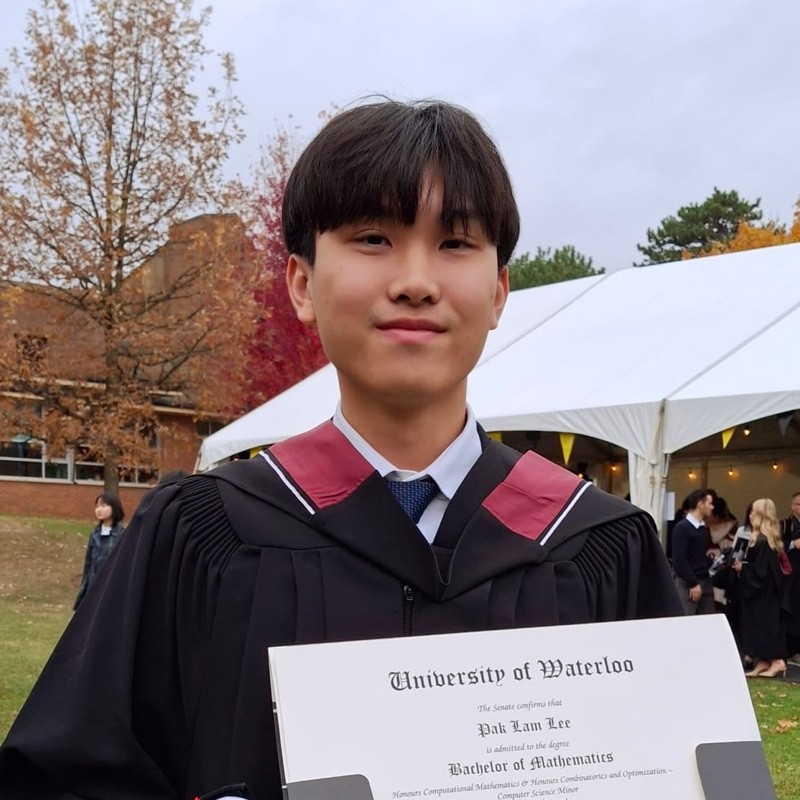 University of Waterloo
The Senate confirms that
Pak Lam Lee
is admitted to the degree
Bachelor of Mathematics
Honours Computational Mathematics & Honours Combinatorics and Optimization –
Computer Science Minor